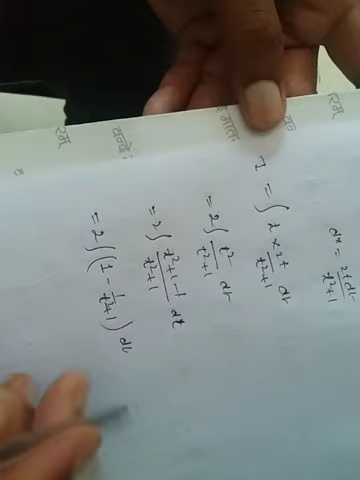 dx = 2t dt / t²+1
I = ∫ t × 2t / t²+1 dt
= 2 ∫ t² / t²+1 dt
= 2 ∫ t²+1-1 / t²+1 dt
= 2 ∫ (1 - 1 / t²+1) dt